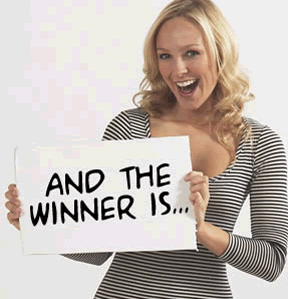 AND THE
WINNER IS...